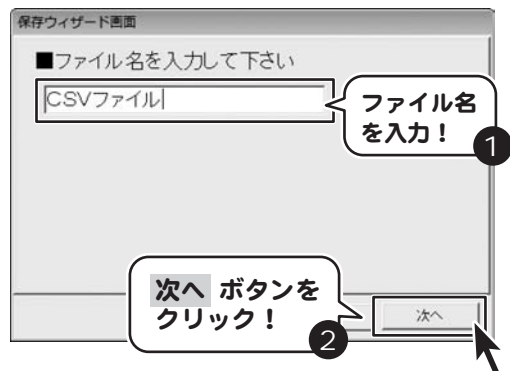 保存ウィザード画面
■ファイル名を入力して下さい
CSVファイル
ファイル名
を入力！
1
次へ ボタンを
クリック！
2
次へ